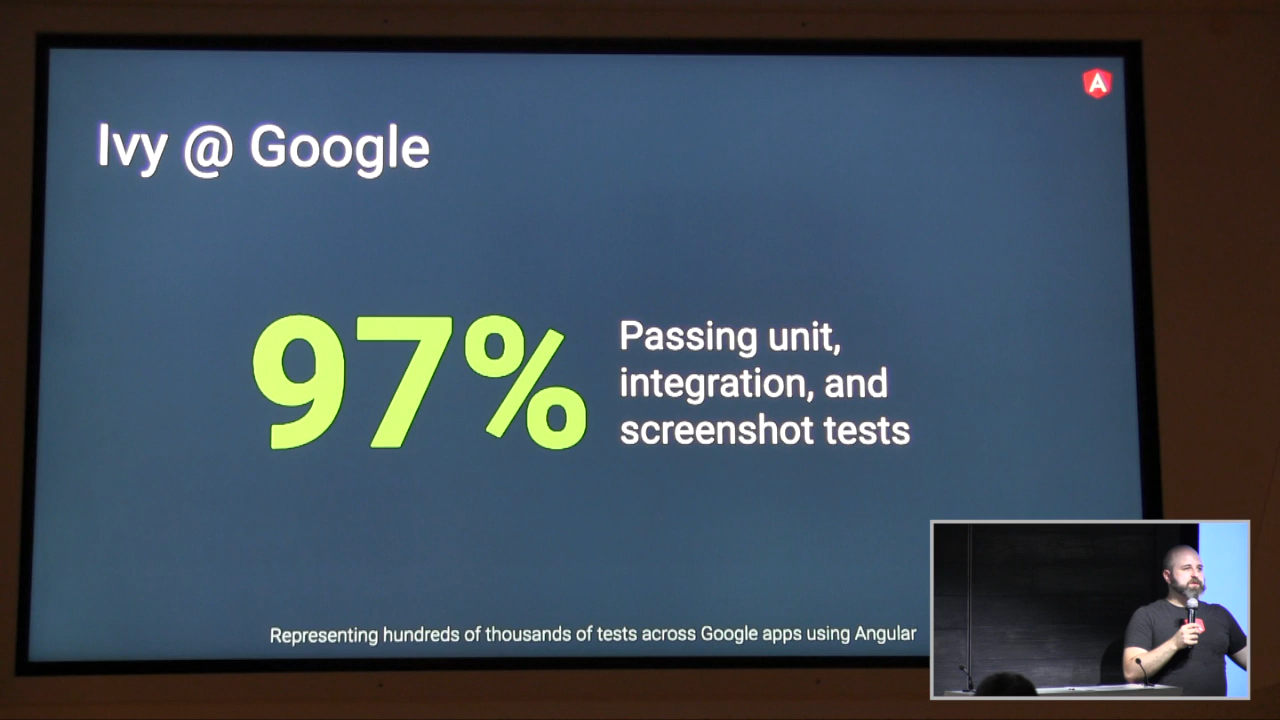 Ivy @ Google
97%
Passing unit,
integration, and
screenshot tests
Representing hundreds of thousands of tests across Google apps using Angular
A